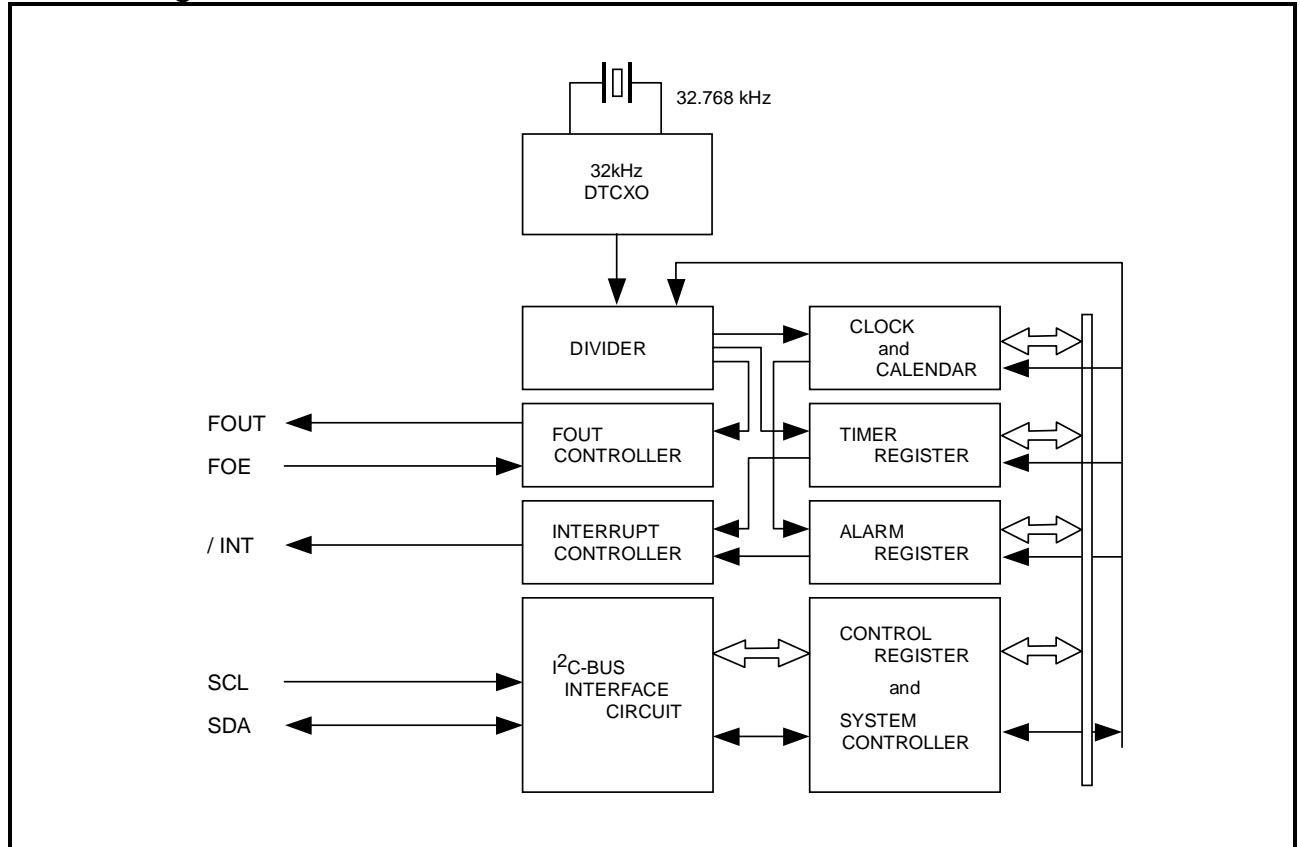 32.768 kHz
32kHz
DTCXO
DIVIDER
CLOCK
and
CALENDAR
FOUT
FOE
FOUT
CONTROLLER
TIMER
REGISTER
/ INT
INTERRUPT
CONTROLLER
ALARM
REGISTER
SCL
SDA
I2C-BUS
INTERFACE
CIRCUIT
CONTROL
REGISTER
and
SYSTEM
CONTROLLER